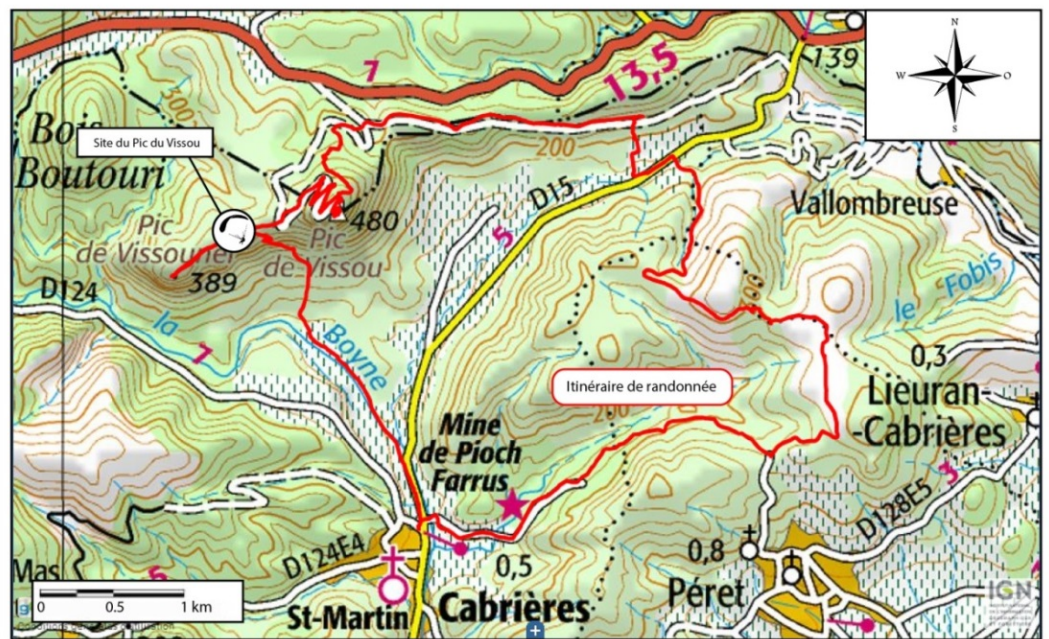 N
W
O
S
7
13,5
139
300
Bois
Boutouri
Site du Pic du Vissou
200
D15
Vallombreuse
480
Pic
de Vissounel
Pic
de Vissou
389
5
D124
la
7
Boyne
le Fobis
0,3
Lieuran-
-Cabrières
Itinéraire de randonnée
200
Mine
de Pioch
Farrus
3
D128E5
D124E4
0,5
0,8
Péret
Mas
5
0
0.5
1 km
St-Martin
Cabrières
IGN